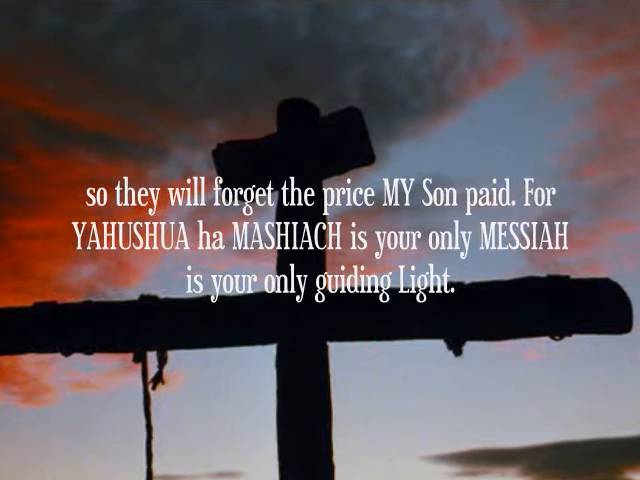 so they will forget the price MY Son paid. For
YAHUSHUA ha MASHIACH is your only MESSIAH
is your only guiding Light.